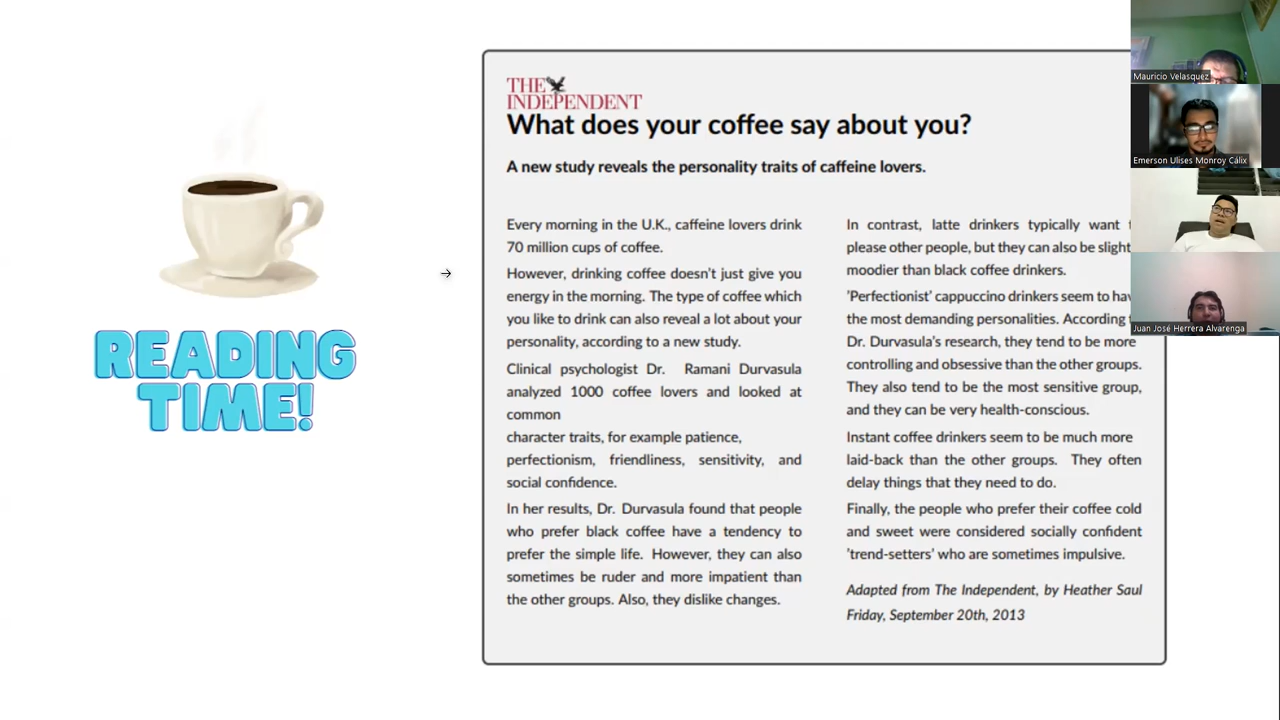 THE
INDEPENDENT
What does your coffee say about you?
A new study reveals the personality traits of caffeine lovers.
Every morning in the U.K., caffeine lovers drink
70 million cups of coffee.
However, drinking coffee doesn't just give you
energy in the morning. The type of coffee which
you like to drink can also reveal a lot about your
personality, according to a new study.
Clinical psychologist Dr. Ramani Durvasula
analyzed 1000 coffee lovers and looked at
common
character traits, for example patience,
perfectionism, friendliness, sensitivity, and
social confidence.
In her results, Dr. Durvasula found that people
who prefer black coffee have a tendency to
prefer the simple life. However, they can also
sometimes be ruder and more impatient than
the other groups. Also, they dislike changes.
In contrast, latte drinkers typically want
please other people, but they can also be slight
moodier than black coffee drinkers.
'Perfectionist' cappuccino drinkers seem to hav
the most demanding personalities. According
Dr. Durvasula's research, they tend to be more
controlling and obsessive than the other groups.
They also tend to be the most sensitive group,
and they can be very health-conscious.
Instant coffee drinkers seem to be much more
laid-back than the other groups. They often
delay things that they need to do.
Finally, the people who prefer their coffee cold
and sweet were considered socially confident
'trend-setters' who are sometimes impulsive.
Adapted from The Independent, by Heather Saul
Friday, September 20th, 2013
READING
TIME!
Mauricio Velasquez
Emerson Ulises Monroy Cálix
Juan José Herrera Alvarenga